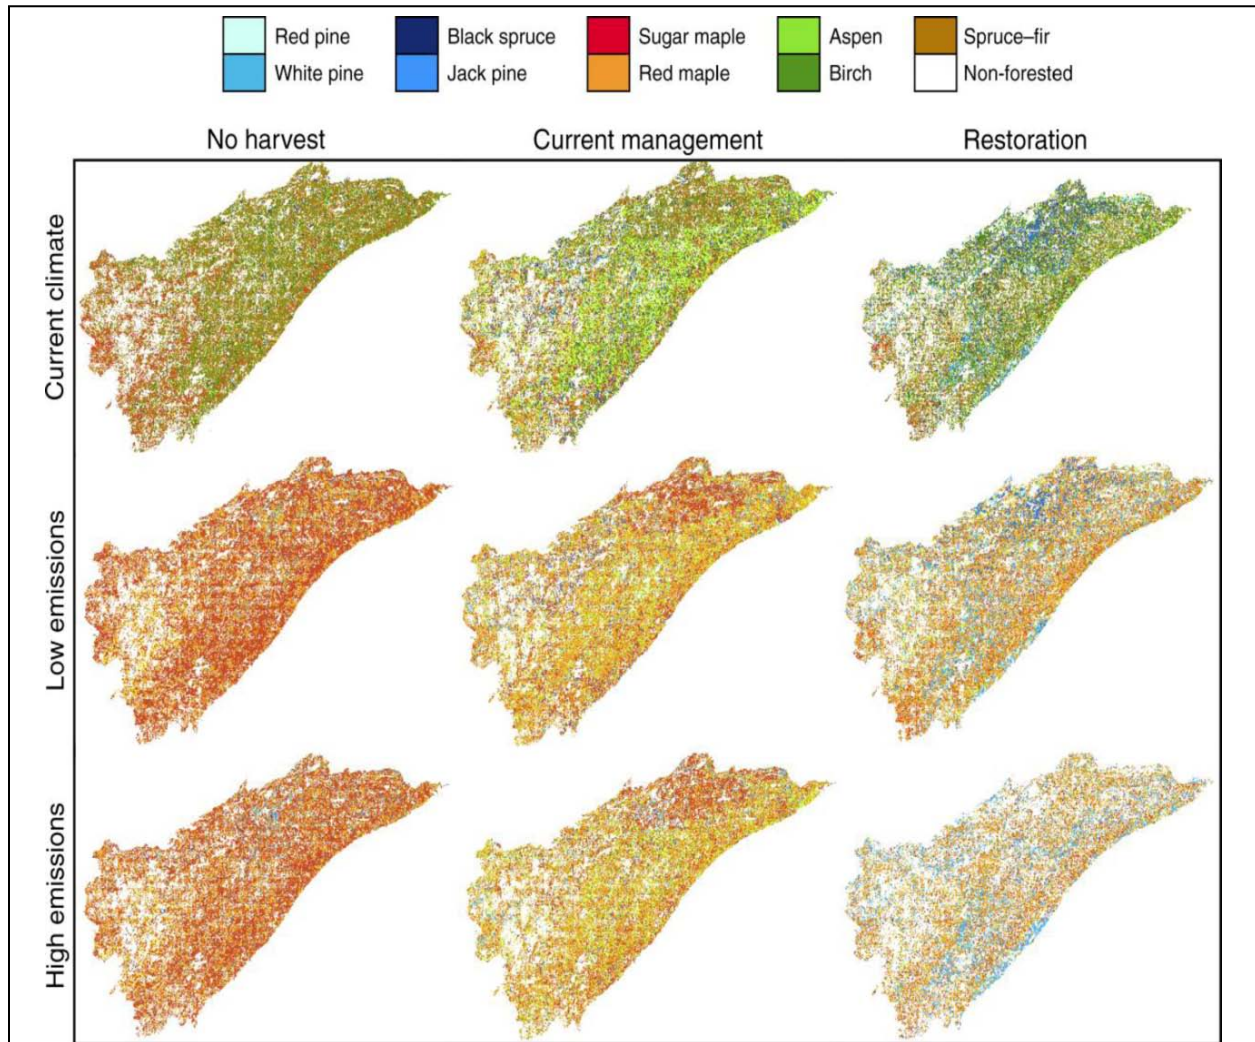 Red pine Black spruce Sugar maple Aspen Spruce–fir
White pine Jack pine Red maple Birch Non-forested
No harvest Current management Restoration
Current climate
Low emissions
High emissions